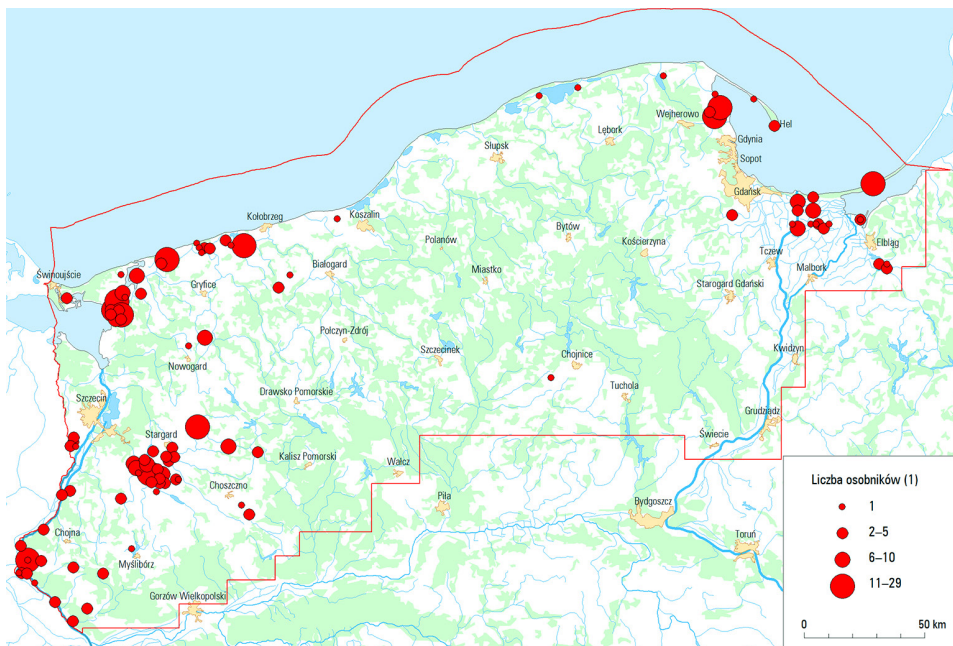 Hel
Wejherowo
Lębork
Gdynia
Słupsk
Sopot
Gdańsk
Kołobrzeg
Koszalin
Bytów
Polanów
Kościerzyna
Elbląg
Tczew
Świnoujście
Białogard
Miastko
Malbork
Gryfice
Starogard Gdański
Połczyn-Zdrój
Szczecinek
Kwidzyn
Nowogard
Chojnice
Drawsko Pomorskie
Tuchola
Szczecin
Grudziądz
Stargard
Świecie
Kalisz Pomorski
Wałcz
Choszczno
Piła
Bydgoszcz
Chojna
Toruń
Myślibórz
Gorzów Wielkopolski
Liczba osobników (1)
1
2–5
6–10
11–29
0 50 km